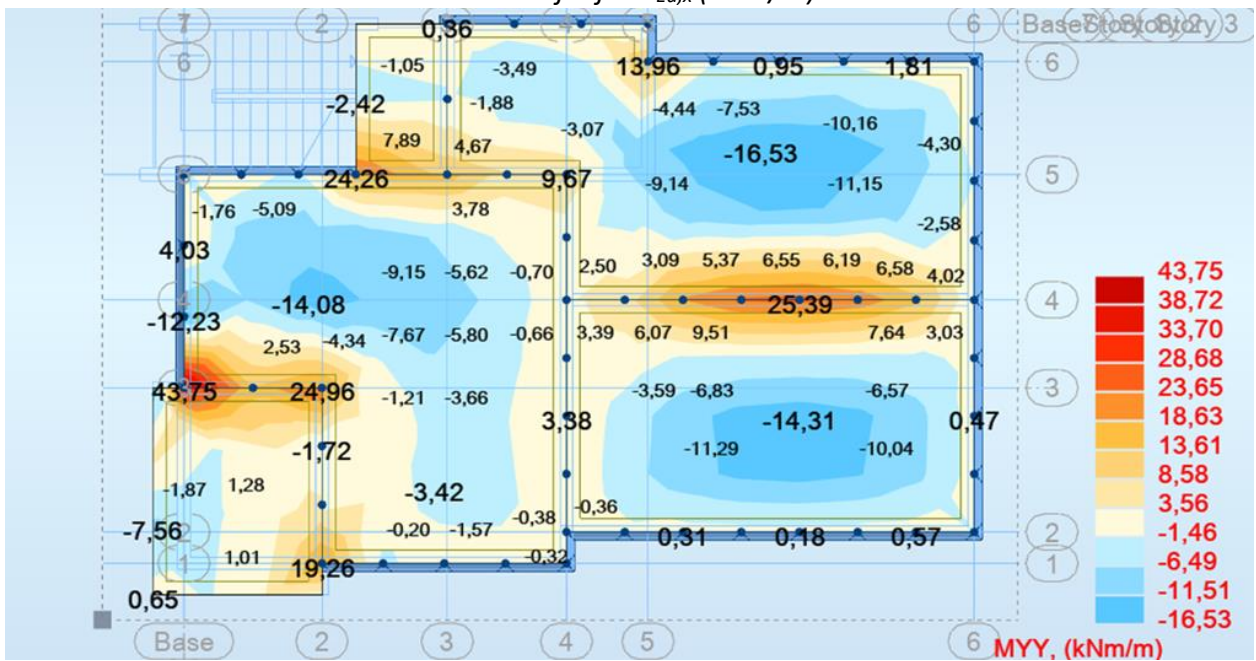 7 2 3 4 5 6
0,36
-1,05 -3,49
6 13,96 0,95 1,81 6
-2,42 -1,88 -4,44 -7,53 -10,16
-3,07 -4,30
7,89 4,67 -16,53
24,26 9,67 -9,14 -11,15 5
-1,76 -5,09 3,78 -2,58
4,03
-9,15 -5,62 -0,70 2,50 3,09 5,37 6,55 6,19 6,58 4,02
-14,08 25,39 4
-12,23
2,53 -4,34 -7,67 -5,80 -0,66 3,39 6,07 9,51 7,64 3,03
43,75 24,96 -1,21 -3,66 -3,59 -6,83 -6,57 3
-1,72 3,38 -14,31 0,47
-11,29 -10,04
-1,87 1,28 -3,42
-7,56 2 -0,20 -1,57 -0,38 -0,36 0,31 0,18 0,57 2
1,01 19,26 -0,32 1
0,65
Base 2 3 4 5 6
43,75
38,72
33,70
28,68
23,65
18,63
13,61
8,58
3,56
-1,46
-6,49
-11,51
-16,53
MYY, (kNm/m)